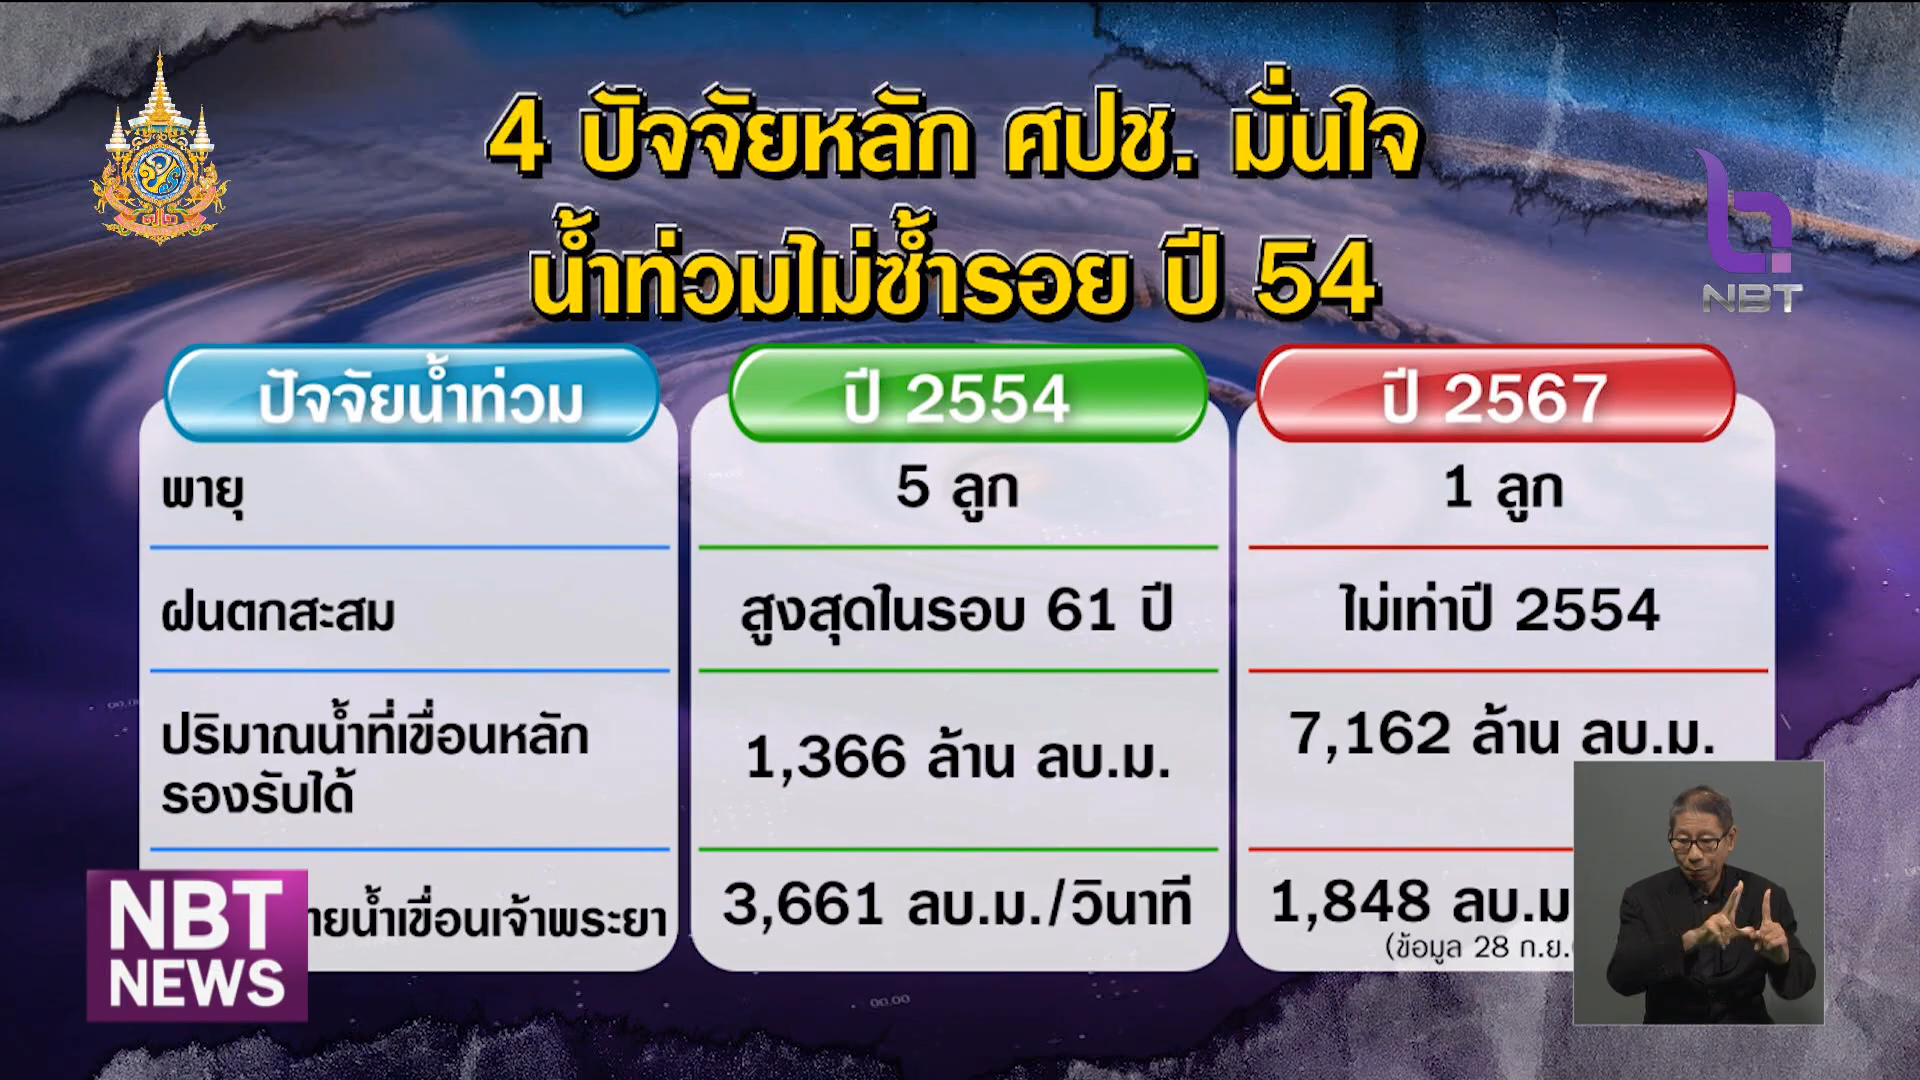 4 ปัจจัยหลัก ศปช. มั่นใจ
น้ำท่วมไม่ซ้ำรอย ปี 54
NBT
ปัจจัยน้ำท่วม ปี 2554 ปี 2567
พายุ 5 ลูก 1 ลูก
ฝนตกสะสม สูงสุดในรอบ 61 ปี ไม่เท่าปี 2554
ปริมาณน้ำที่เขื่อนหลัก
รองรับได้ 1,366 ล้าน ลบ.ม. 7,162 ล้าน ลบ.ม.
ายน้ำเขื่อนเจ้าพระยา 3,661 ลบ.ม./วินาที 1,848 ลบ.ม
(ข้อมูล 28 ก.ย.
NBT
NEWS
00.00